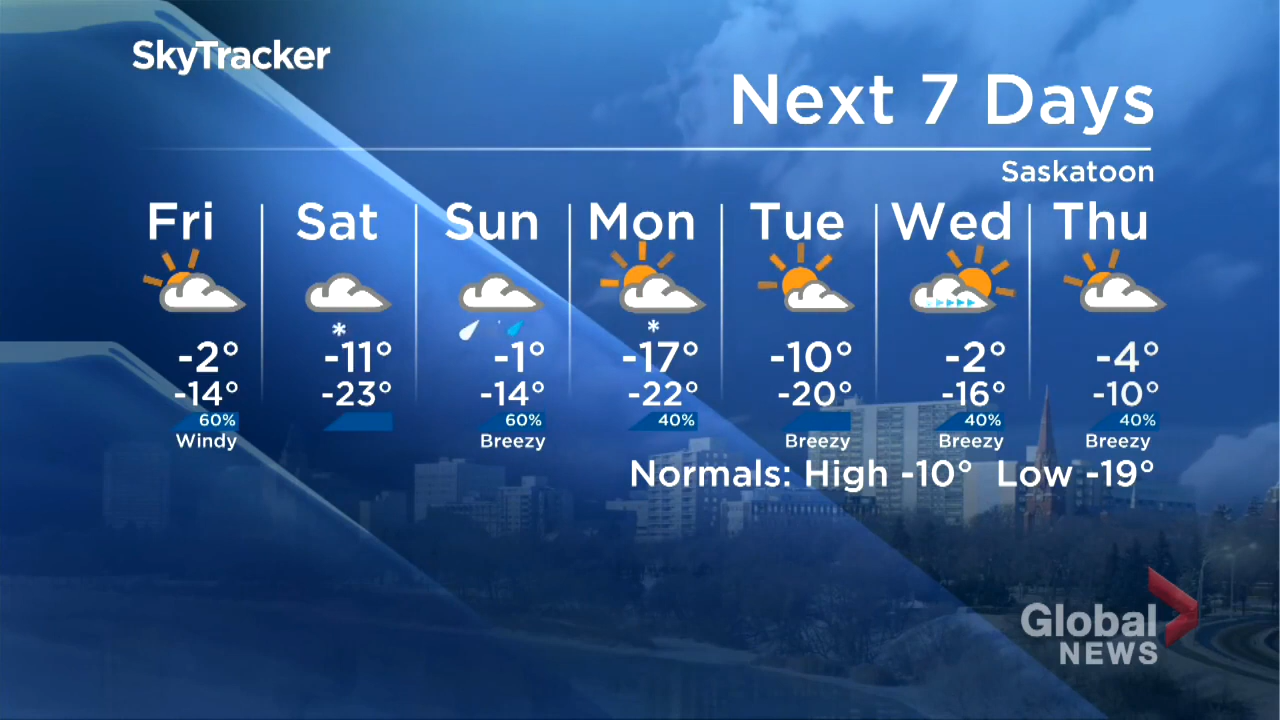 SkyTracker
Next 7 Days
Saskatoon
Fri Sat Sun Mon Tue Wed Thu
-2° -11° -1° -17° -10° -2° -4°
-14° -23° -14° -22° -20° -16° -10°
60% 60% 40% 40% 40%
Windy Breezy Breezy Breezy Breezy
Normals: High -10° Low -19°
Global
NEWS